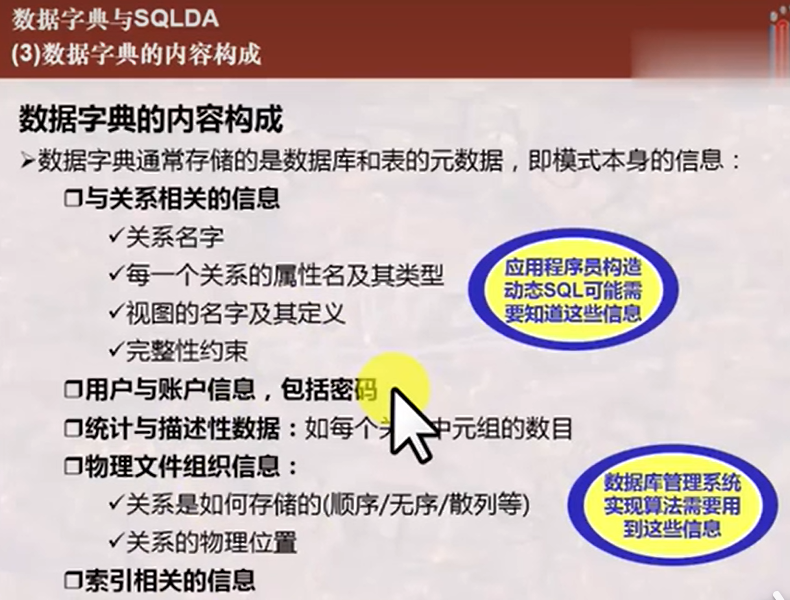 数据字典与SQLDA
(3)数据字典的内容构成
数据字典的内容构成
➢数据字典通常存储的是数据库和表的元数据，即模式本身的信息：
❒与关系相关的信息
✓关系名字
✓每一个关系的属性名及其类型
✓视图的名字及其定义
✓完整性约束
应用程序员构造
动态SQL可能需
要知道这些信息
❒用户与账户信息，包括密码
❒统计与描述性数据：如每个关中元组的数目
❒物理文件组织信息：
✓关系是如何存储的(顺序/无序/散列等)
✓关系的物理位置
数据库管理系统
实现算法需要用
到这些信息
❒索引相关的信息